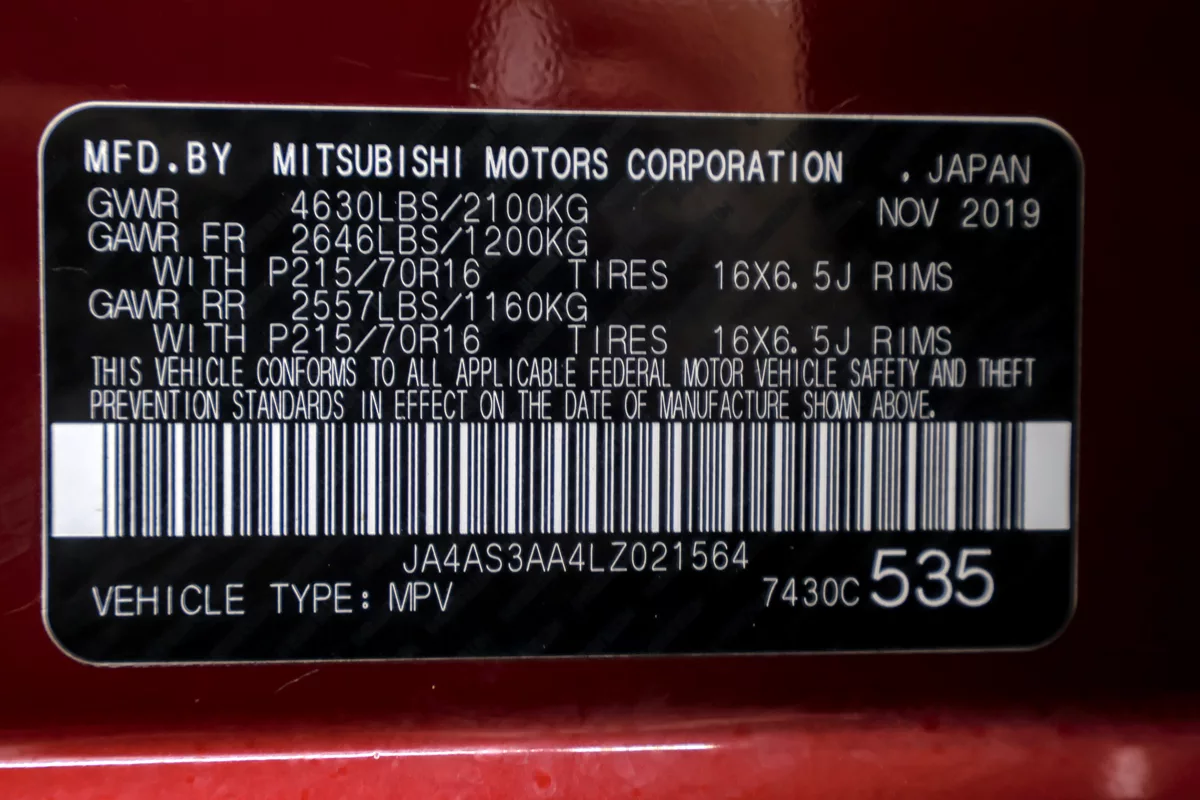 MFD.BY MITSUBISHI MOTORS CORPORATION , JAPAN
GVWR 4630LBS/2100KG NOV 2019
GAWR FR 2646LBS/1200KG
WITH P215/70R16 TIRES 16X6.5J RIMS
GAWR RR 2557LBS/1160KG
WITH P215/70R16 TIRES 16X6.5J RIMS
THIS VEHICLE CONFORMS TO ALL APPLICABLE FEDERAL MOTOR VEHICLE SAFETY AND THEFT
PREVENTION STANDARDS IN EFFECT ON THE DATE OF MANUFACTURE SHOWN ABOVE.
JA4AS3AA4LZ021564
VEHICLE TYPE: MPV 7430C 535